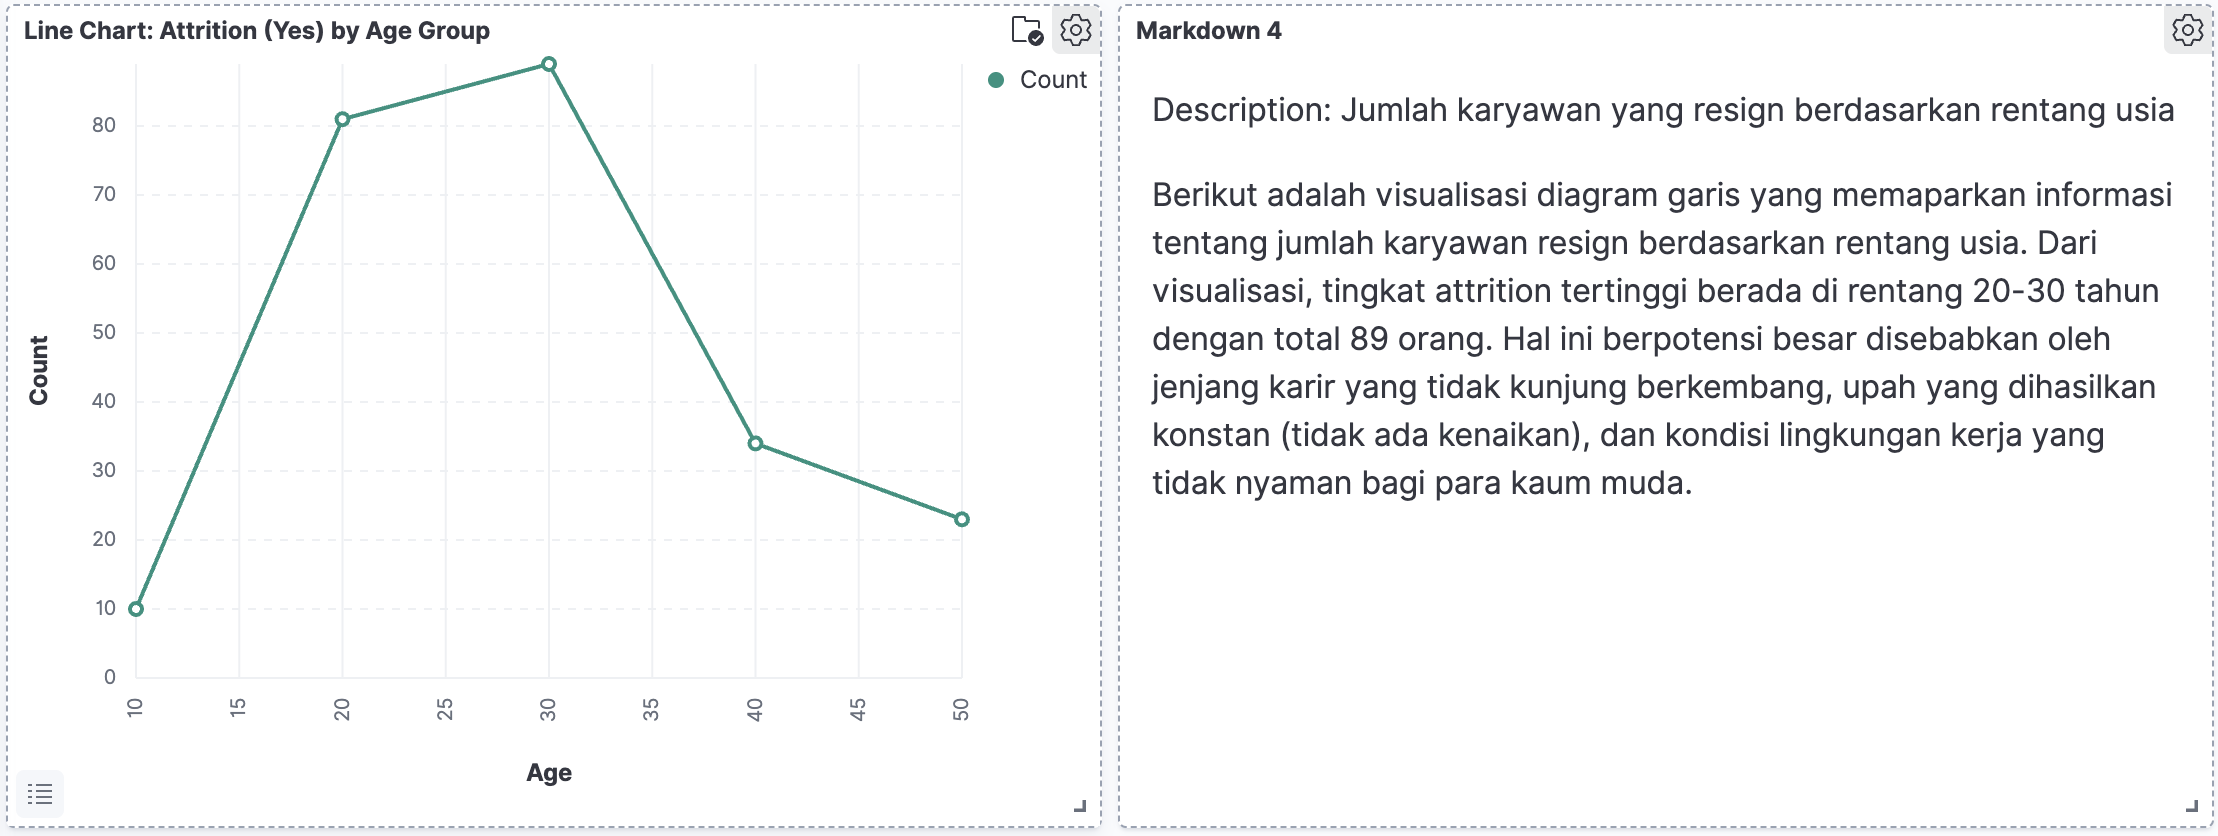 Line Chart: Attrition (Yes) by Age Group
Count
80
70
60
50
40
30
20
10
0
Count
10
15
20
25
30
35
40
45
50
Age
Markdown 4
Description: Jumlah karyawan yang resign berdasarkan rentang usia
Berikut adalah visualisasi diagram garis yang memaparkan informasi
tentang jumlah karyawan resign berdasarkan rentang usia. Dari
visualisasi, tingkat attrition tertinggi berada di rentang 20-30 tahun
dengan total 89 orang. Hal ini berpotensi besar disebabkan oleh
jenjang karir yang tidak kunjung berkembang, upah yang dihasilkan
konstan (tidak ada kenaikan), dan kondisi lingkungan kerja yang
tidak nyaman bagi para kaum muda.